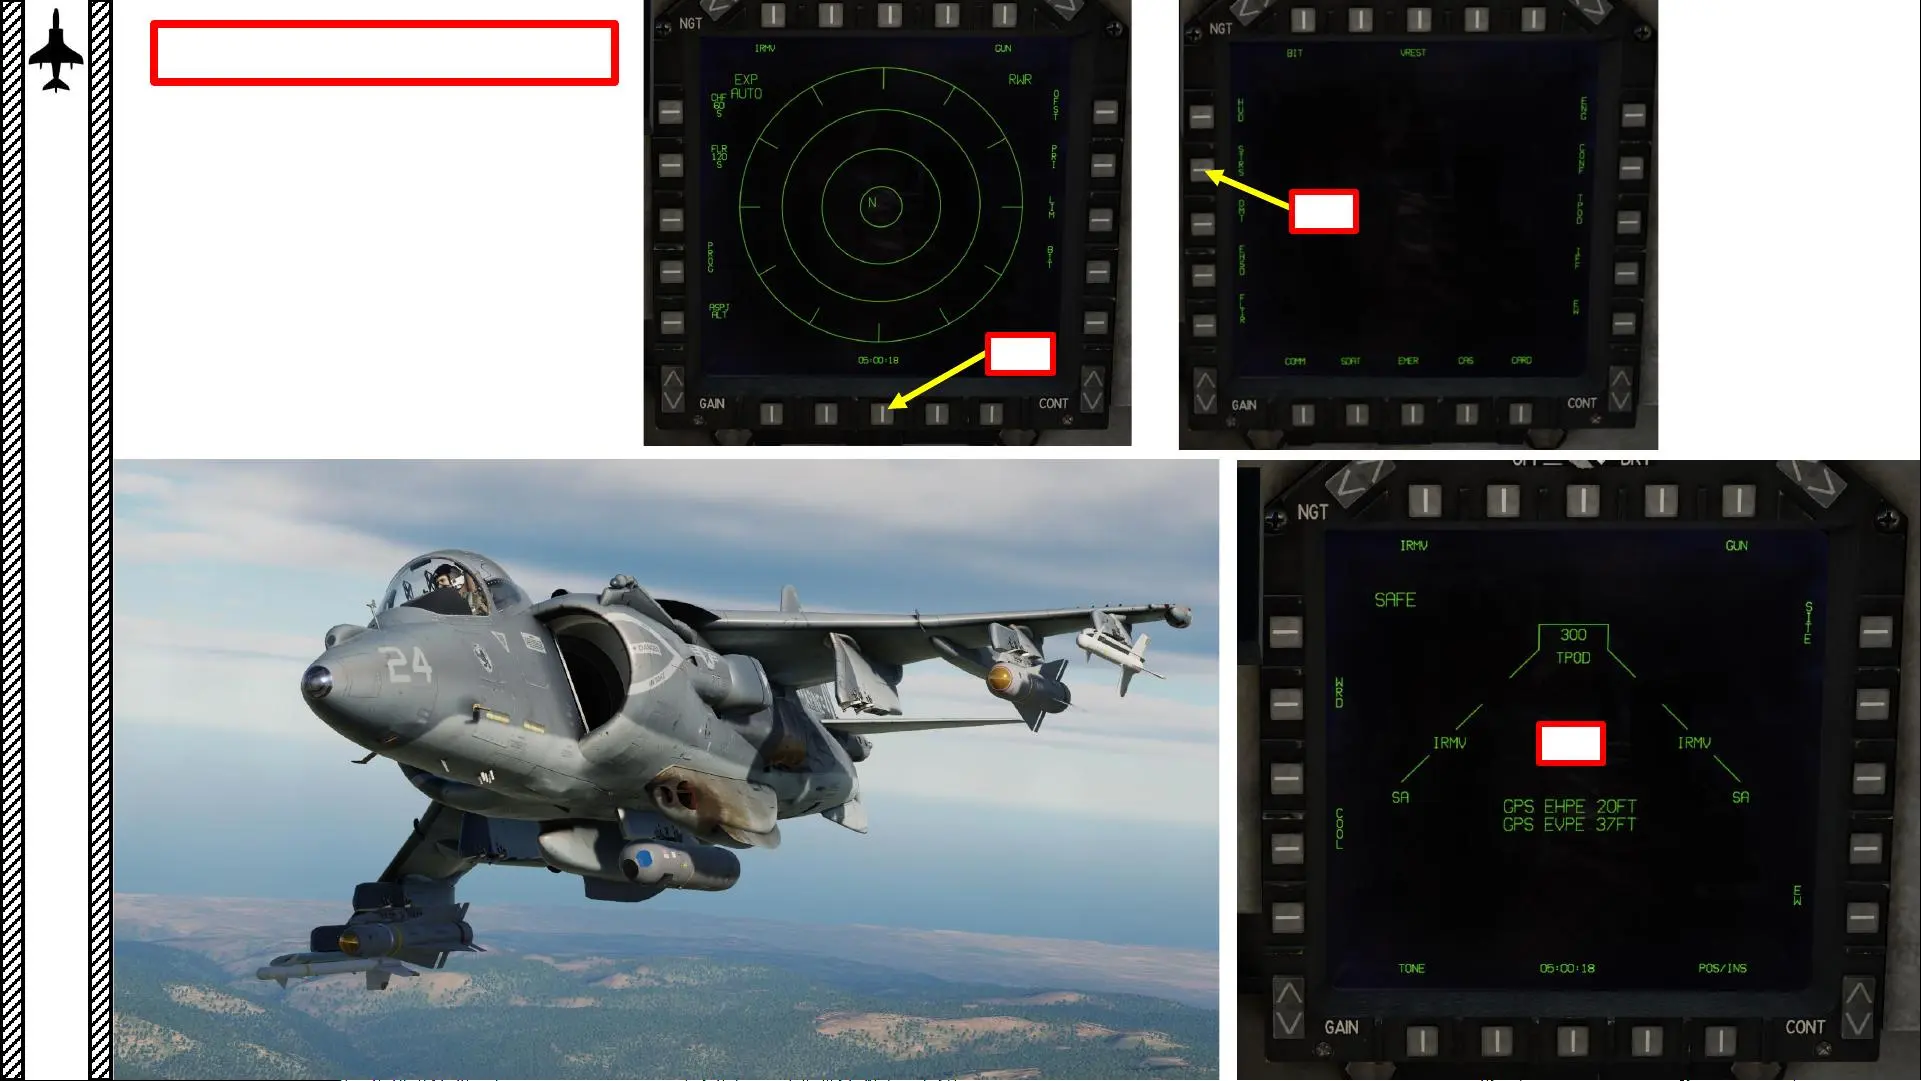 NGT
IRMV GUN
EXP
AUTO
RWR
CHF
60
S
OFST
FLR
120
S
PRI
LIM
N
PROG
BIT
ASPJ
ALT
05:00:18
GAIN CONT
NGT
BIT VREST
HUD ENG
STRS CONF
DMT TPOD
EHSD IFF
FLIR EW
COMM SDAT EMER CAS CARD
GAIN CONT
24
OFF BRT
NGT
IRMV GUN
SAFE
SITE
300
TPOD
WRD
IRMV IRMV
SA SA
GPS EHPE 20FT
GPS EVPE 37FT
COOL
EW
TONE 05:00:18 POS/INS
GAIN CONT